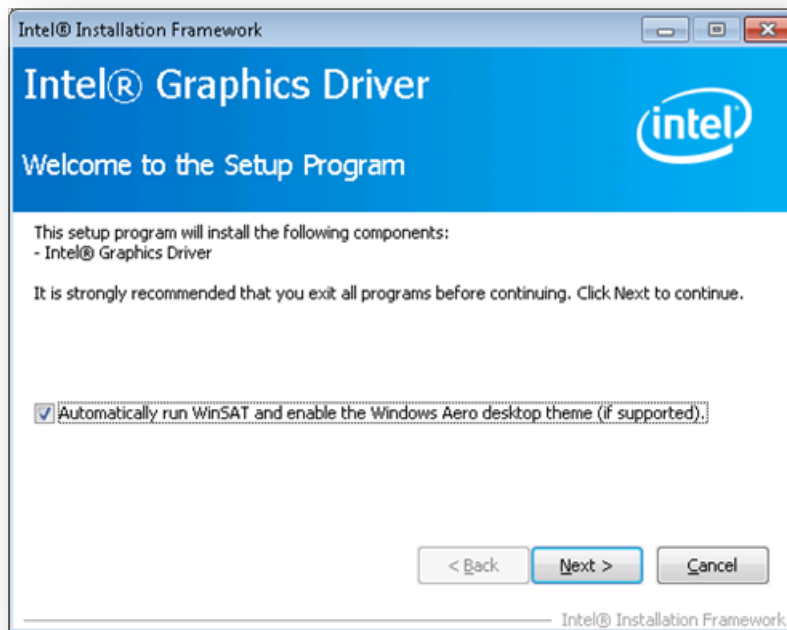 Intel® Installation Framework
Intel® Graphics Driver
intel
Welcome to the Setup Program
This setup program will install the following components:
- Intel® Graphics Driver
It is strongly recommended that you exit all programs before continuing. Click Next to continue.
Automatically run WinSAT and enable the Windows Aero desktop theme (if supported).
< Back Next > Cancel
Intel® Installation Framework